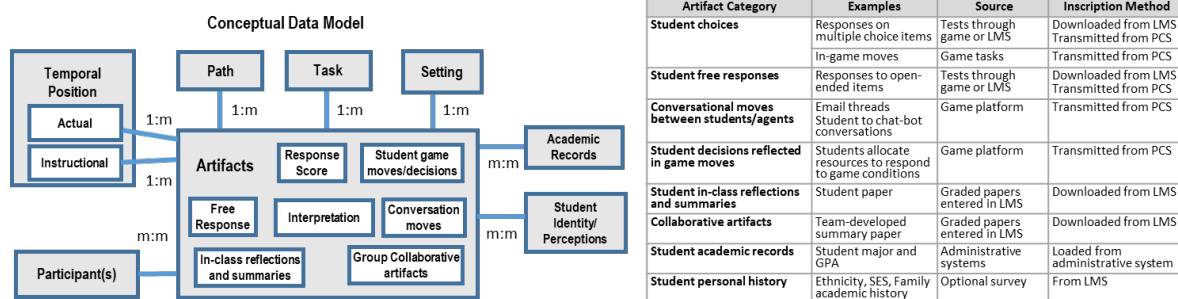 Conceptual Data Model
Temporal
Position
Actual
Instructional
Path
Task
Setting
1:m
1:m
1:m
1:m
1:m
Artifacts
Response
Score
Student game
moves/decisions
Free
Response
Interpretation
Conversation
moves
In-class reflections
and summaries
Group Collaborative
artifacts
m:m
Academic
Records
m:m
Student
Identity/
Perceptions
m:m
Participant(s)
Artifact Category Examples Source Inscription Method
Student choices Responses on Tests through Downloaded from LMS
multiple choice items game or LMS Transmitted from PCS
In-game moves Game tasks Transmitted from PCS
Student free responses Responses to open- Tests through Downloaded from LMS
ended items game or LMS Transmitted from PCS
Conversational moves Email threads Game platform Transmitted from PCS
between students/agents Student to chat-bot
conversations
Student decisions reflected Students allocate Game platform Transmitted from PCS
in game moves resources to respond
to game conditions
Student in-class reflections Student paper Graded papers Downloaded from LMS
and summaries entered in LMS
Collaborative artifacts Team-developed Graded papers Downloaded from LMS
summary paper entered in LMS
Student academic records Student major and Administrative Loaded from
GPA systems administrative system
Student personal history Ethnicity, SES, Family Optional survey From LMS
academic history